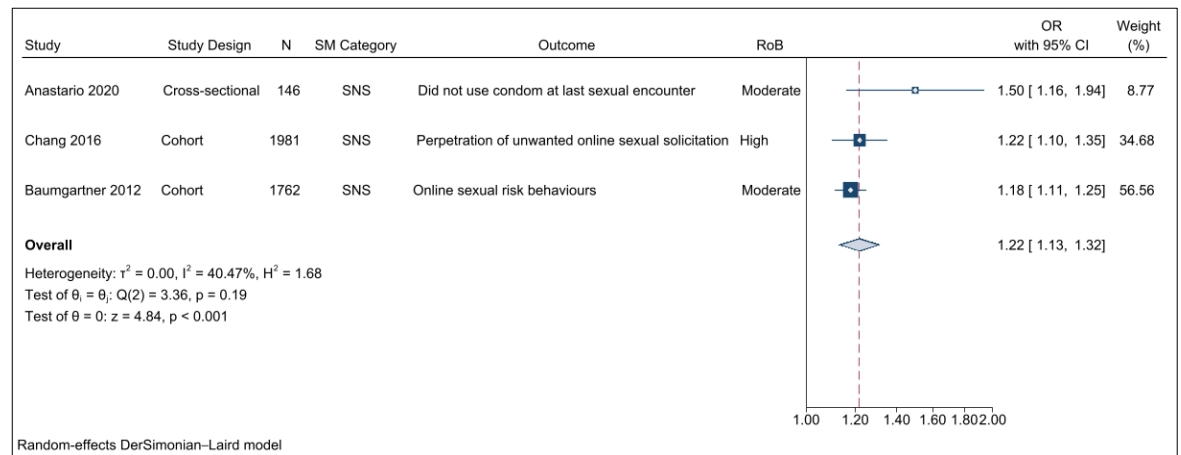 OR Weight
Study Study Design N SM Category Outcome RoB with 95% CI (%)
Anastario 2020 Cross-sectional 146 SNS Did not use condom at last sexual encounter Moderate 1.50 [ 1.16, 1.94] 8.77
Chang 2016 Cohort 1981 SNS Perpetration of unwanted online sexual solicitation High 1.22 [ 1.10, 1.35] 34.68
Baumgartner 2012 Cohort 1762 SNS Online sexual risk behaviours Moderate 1.18 [ 1.11, 1.25] 56.56
Overall 1.22 [ 1.13, 1.32]
Heterogeneity: τ² = 0.00, I² = 40.47%, H² = 1.68
Test of θᵢ = θⱼ: Q(2) = 3.36, p = 0.19
Test of θ = 0: z = 4.84, p < 0.001
1.00 1.20 1.40 1.60 1.802.00
Random-effects DerSimonian–Laird model